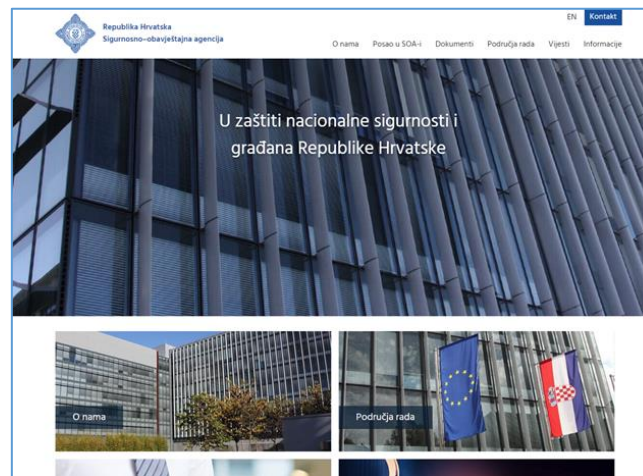 Republika Hrvatska
Sigurnosno-obavještajna agencija
EN Kontakt
O nama Posao u SOA-i Dokumenti Područja rada Vijesti Informacije
U zaštiti nacionalne sigurnosti i
građana Republike Hrvatske
O nama
Područja rada